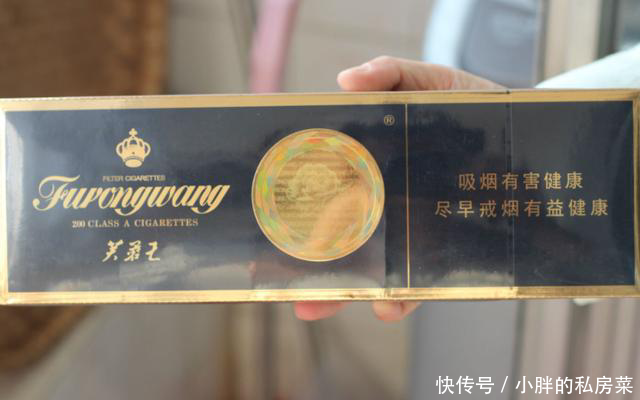 FILTER CIGARETTES
Furongwang
200 CLASS A CIGARETTES
芙蓉王
®
吸烟有害健康
尽早戒烟有益健康
快传号 / 小胖的私房菜